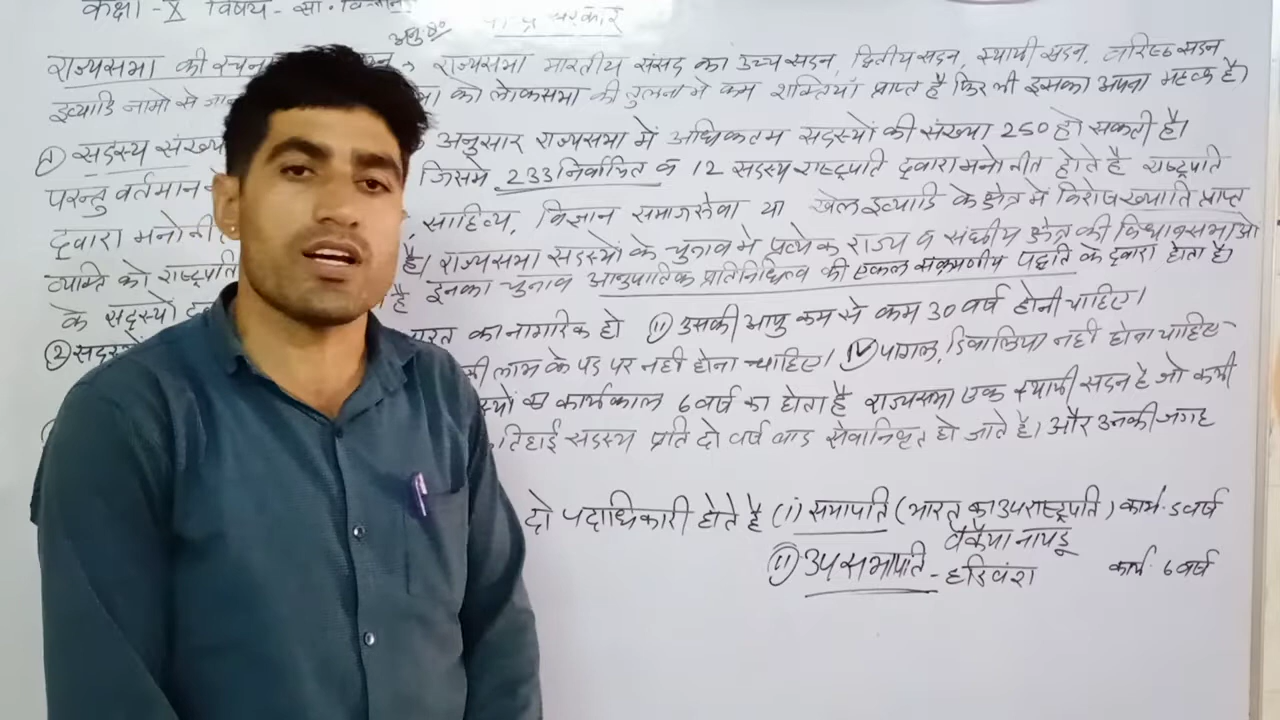 कक्षा - X विषय - सा. विज्ञान
सरकार
राज्यसभा की रचना → राज्यसभा भारतीय संसद का उच्च सदन, द्वितीय सदन, स्थायी सदन, वरिष्ठ सदन
इत्यादि नामो से को लोकसभा की तुलना में कम शक्तियाँ प्राप्त है फिर भी इसका अपना महत्व है।
① सदस्य संख्या अनुसार राज्यसभा में अधिकतम सदस्यों की संख्या 250 हो सकती है।
परन्तु वर्तमान जिसमे 233 निर्वाचित व 12 सदस्य राष्ट्रपति द्वारा मनोनीत होते है राष्ट्रपति
द्वारा मनोनीत साहित्य, विज्ञान समाजसेवा या खेल इत्यादि के क्षेत्र मे विशेष ख्याति प्राप्त
व्यक्ति को राष्ट्रपति है। राज्यसभा सदस्यों के चुनाव मे प्रत्येक राज्य व संघीय क्षेत्र की विधानसभाओ
के सदस्यो है इनका चुनाव आनुपातिक प्रतिनिधित्व की एकल संक्रमणीय पद्वति के द्वारा होता है।
② का नागरिक हो ⅱ उसकी आयु कम से कम 30 वर्ष होनी चाहिए।
लाभ के पद पर नही होना चाहिए। Ⅳ पागल, दिवालिया नही होना चाहिए
कार्यकाल 6 वर्ष का होता है राज्यसभा एक स्थायी सदन है जो कभी
तिहाई सदस्य प्रति दो वर्ष बाद सेवानिवृत हो जाते है। और उनकी जगह
दो पदाधिकारी होते है (i) सभापति (भारत का उपराष्ट्रपति) कार्य. 5 वर्ष
वैकेया नायडू
ⅱ उपसभापति - हरिवंश कार्य. 6 वर्ष